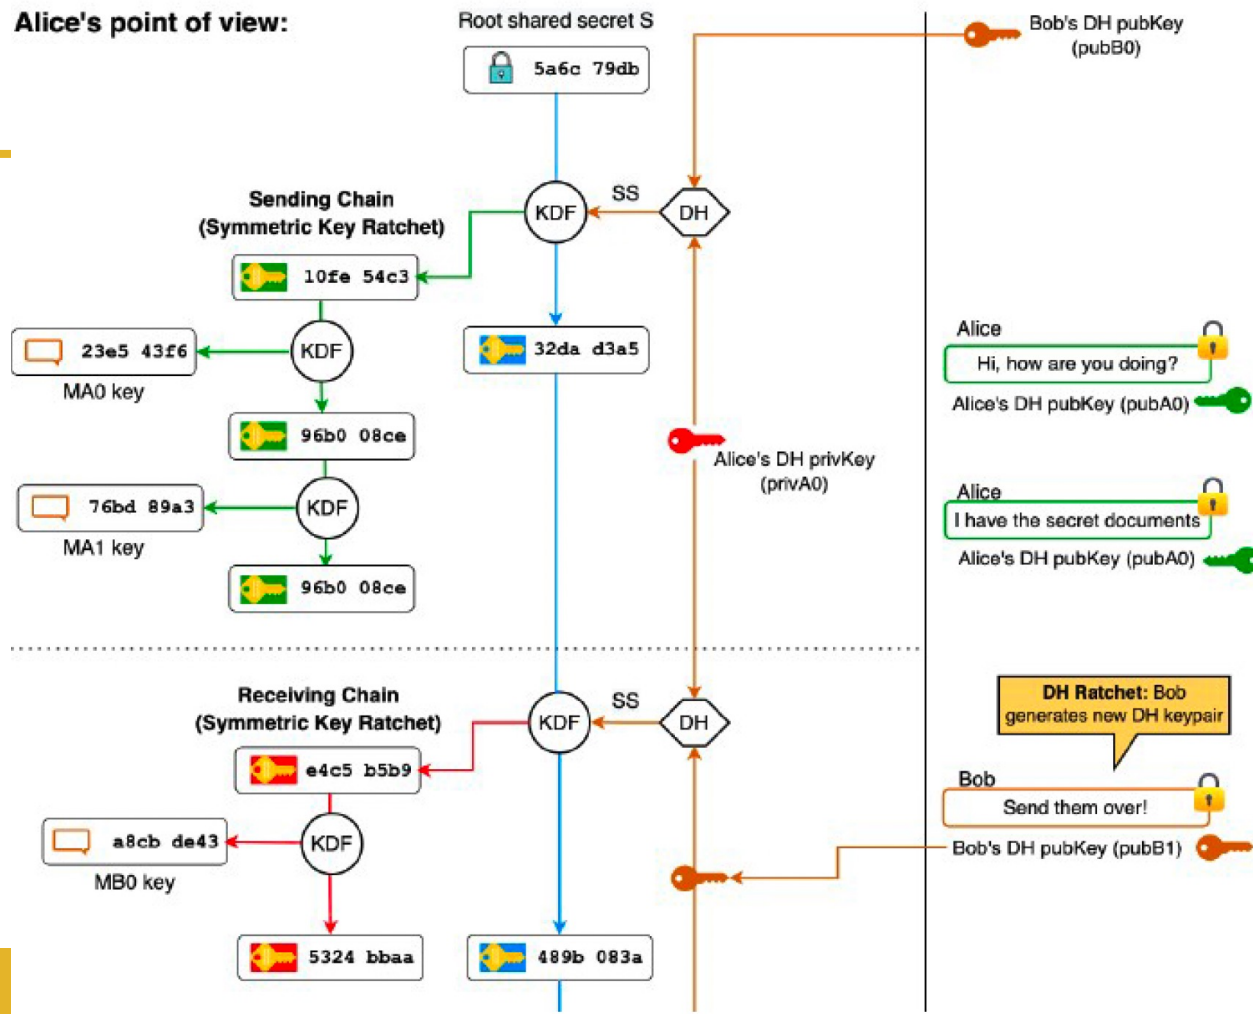 Alice's point of view:
Root shared secret S
5a6c 79db
Bob's DH pubKey
(pubB0)
Sending Chain
(Symmetric Key Ratchet)
KDF
SS
DH
10fe 54c3
KDF
23e5 43f6
MA0 key
32da d3a5
96b0 08ce
Alice's DH privKey
(privA0)
KDF
76bd 89a3
MA1 key
96b0 08ce
Alice
Hi, how are you doing?
Alice's DH pubKey (pubA0)
Alice
I have the secret documents
Alice's DH pubKey (pubA0)
Receiving Chain
(Symmetric Key Ratchet)
KDF
SS
DH
e4c5 b5b9
KDF
a8cb de43
MB0 key
5324 bbaa
489b 083a
DH Ratchet: Bob
generates new DH keypair
Bob
Send them over!
Bob's DH pubKey (pubB1)